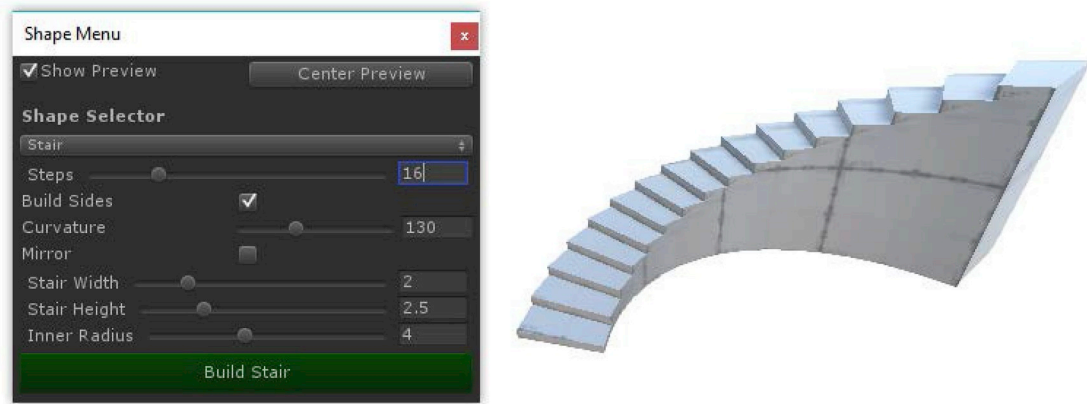 Shape Menu
x
Show Preview
Center Preview
Shape Selector
Stair
Steps 16
Build Sides
Curvature 130
Mirror
Stair Width 2
Stair Height 2.5
Inner Radius 4
Build Stair